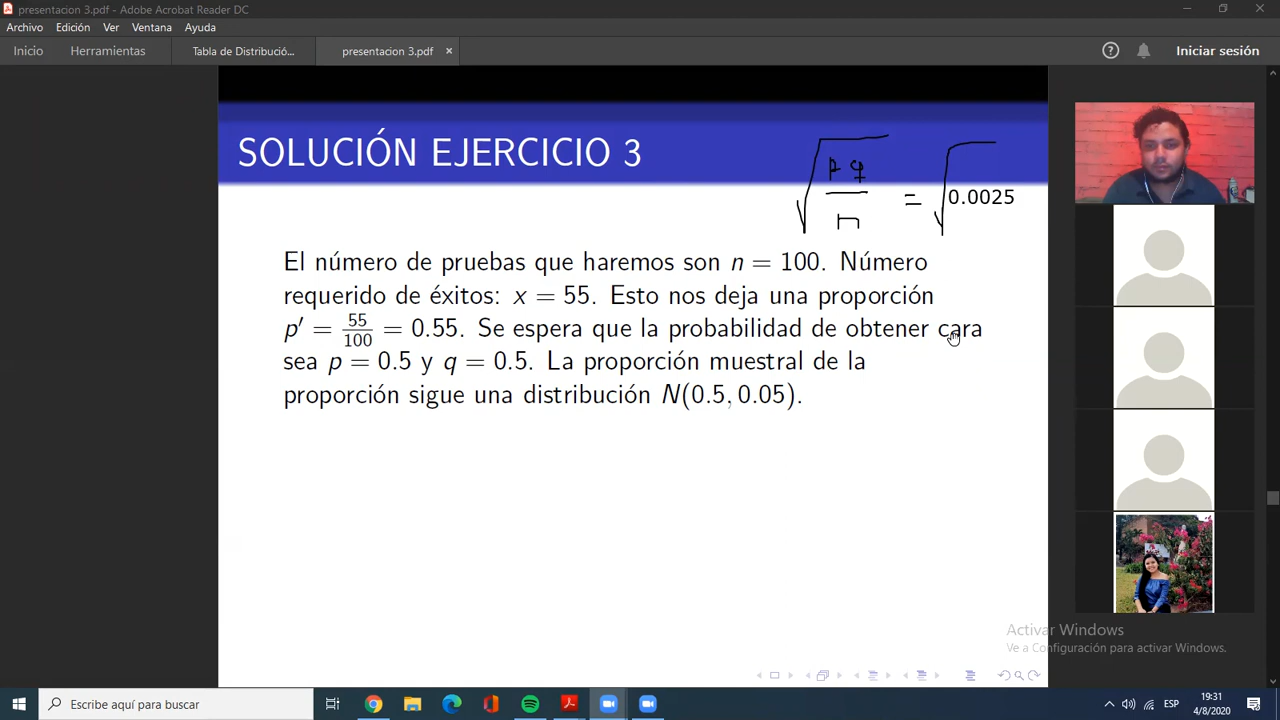 presentacion 3.pdf - Adobe Acrobat Reader DC
Archivo Edición Ver Ventana Ayuda
Inicio Herramientas Tabla de Distribució... presentacion 3.pdf × Iniciar sesión
SOLUCIÓN EJERCICIO 3
√(p q / n) = √0.0025
El número de pruebas que haremos son n = 100. Número
requerido de éxitos: x = 55. Esto nos deja una proporción
p′ = 55/100 = 0.55. Se espera que la probabilidad de obtener cara
sea p = 0.5 y q = 0.5. La proporción muestral de la
proporción sigue una distribución N(0.5, 0.05).
Activar Windows
Ve a Configuración para activar Windows.
Escribe aquí para buscar
ESP
19:31
4/8/2020